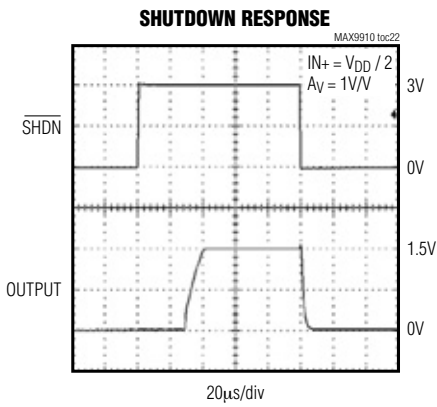 SHUTDOWN RESPONSE
MAX9910 toc22
IN+ = VDD / 2
AV = 1V/V
3V
SHDN
0V
1.5V
OUTPUT
0V
20μs/div